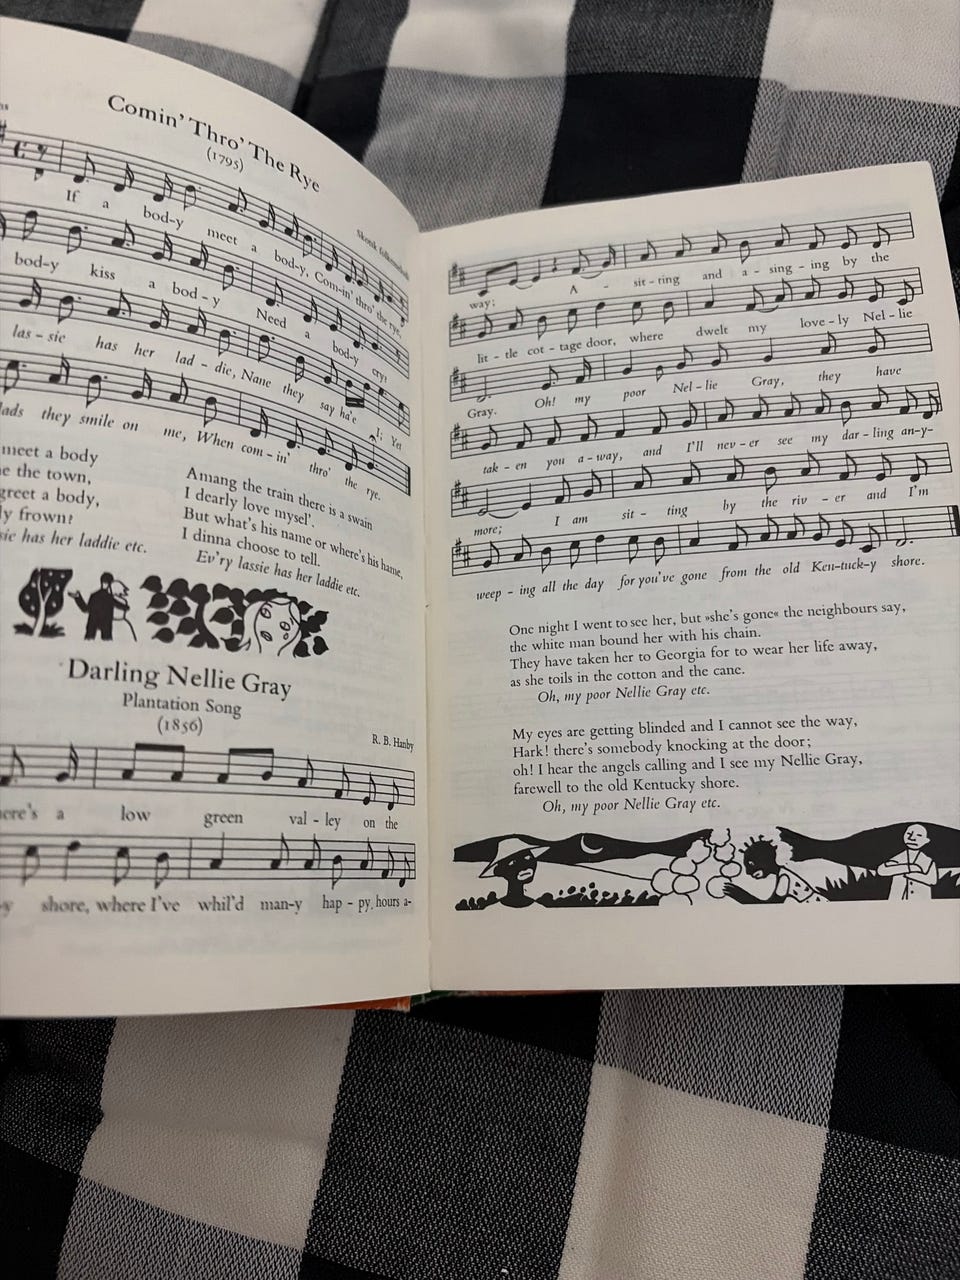 Comin' Thro' The Rye
(1795)
Skotsk folkemelodi
If a bod-y meet a bod-y, Com-in' thro' the rye,
bod-y kiss a bod-y Need a bod-y cry?
las-sie has her lad-die, Nane they say ha'e I; Yet
lads they smile on me, When com-in' thro' the rye.
meet a body
the town,
greet a body,
frown?
has her laddie etc.
Amang the train there is a swain
I dearly love mysel'.
But what's his name or where's his hame,
I dinna choose to tell.
Ev'ry lassie has her laddie etc.
Darling Nellie Gray
Plantation Song
(1856)
R. B. Hanby
a low green val-ley on the
shore, where I've whil'd man-y hap-py hours a-
way; A - sit-ting and a-sing-ing by the
lit-tle cot-tage door, where dwelt my love-ly Nel-lie
Gray. Oh! my poor Nel-lie Gray, they have
tak-en you a-way, and I'll nev-er see my dar-ling an-y-
more; I am sit-ting by the riv-er and I'm
weep-ing all the day for you've gone from the old Ken-tuck-y shore.
One night I went to see her, but »she's gone« the neighbours say,
the white man bound her with his chain.
They have taken her to Georgia for to wear her life away,
as she toils in the cotton and the cane.
Oh, my poor Nellie Gray etc.
My eyes are getting blinded and I cannot see the way,
Hark! there's somebody knocking at the door;
oh! I hear the angels calling and I see my Nellie Gray,
farewell to the old Kentucky shore.
Oh, my poor Nellie Gray etc.